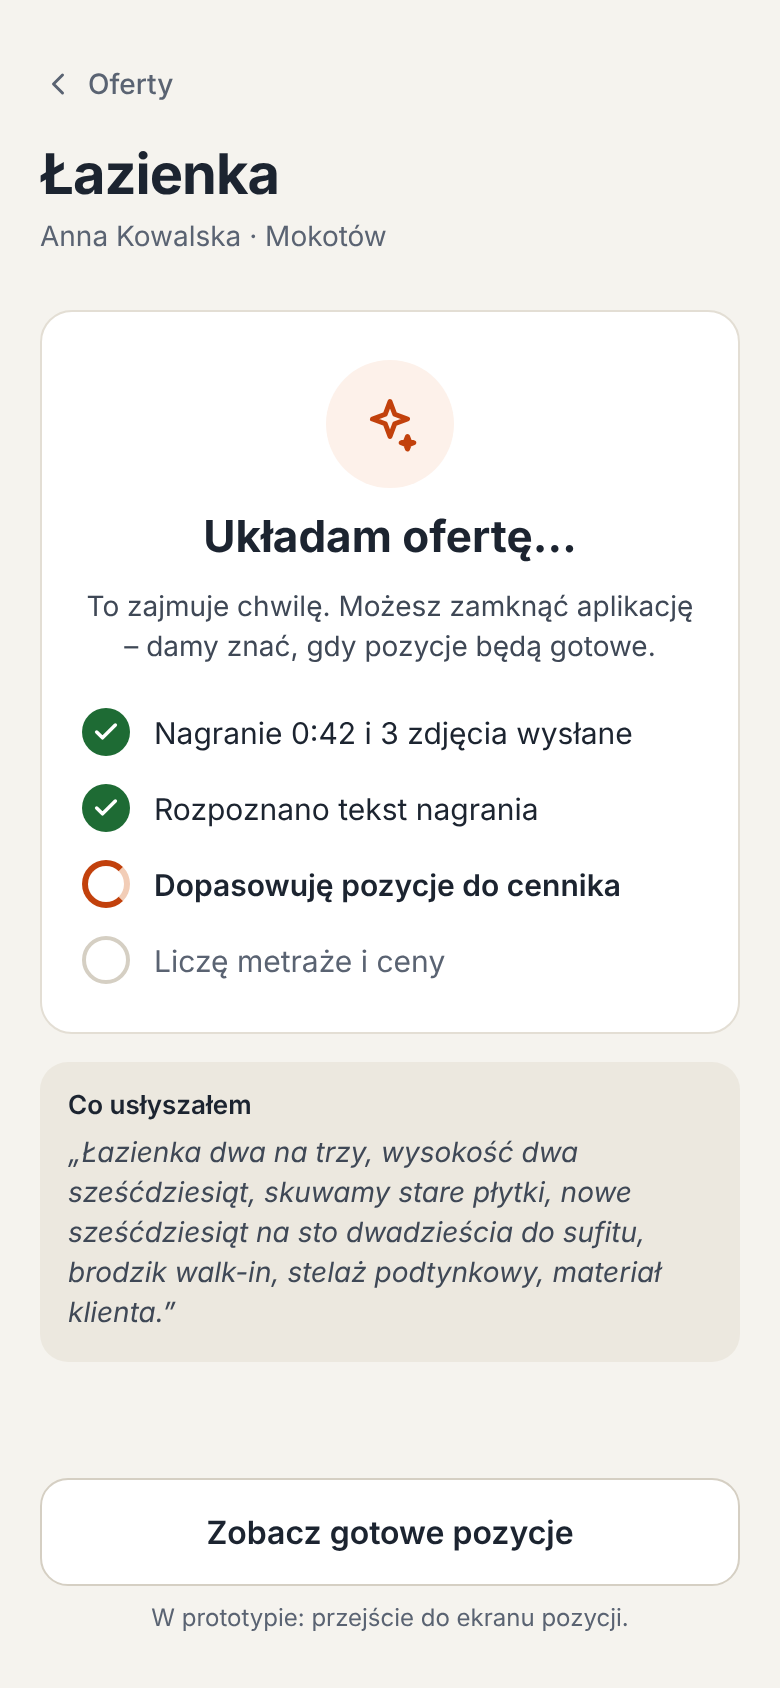 Oferty
Łazienka
Anna Kowalska · Mokotów
Układam ofertę...
To zajmuje chwilę. Możesz zamknąć aplikację
– damy znać, gdy pozycje będą gotowe.
Nagranie 0:42 i 3 zdjęcia wysłane
Rozpoznano tekst nagrania
Dopasowuję pozycje do cennika
Liczę metraże i ceny
Co usłyszałem
„Łazienka dwa na trzy, wysokość dwa
sześćdziesiąt, skuwamy stare płytki, nowe
sześćdziesiąt na sto dwadzieścia do sufitu,
brodzik walk-in, stelaż podtynkowy, materiał
klienta.”
Zobacz gotowe pozycje
W prototypie: przejście do ekranu pozycji.